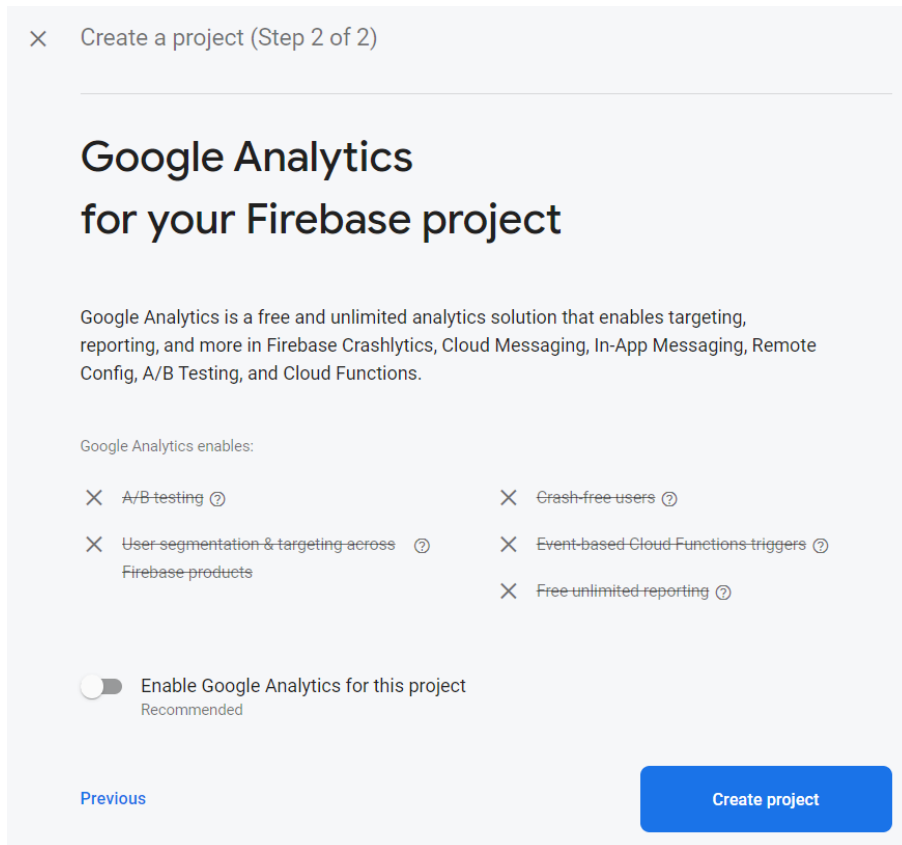 Create a project (Step 2 of 2)
Google Analytics
for your Firebase project
Google Analytics is a free and unlimited analytics solution that enables targeting,
reporting, and more in Firebase Crashlytics, Cloud Messaging, In-App Messaging, Remote
Config, A/B Testing, and Cloud Functions.
Google Analytics enables:
A/B testing
User segmentation & targeting across
Firebase products
Crash-free users
Event-based Cloud Functions triggers
Free unlimited reporting
Enable Google Analytics for this project
Recommended
Previous
Create project